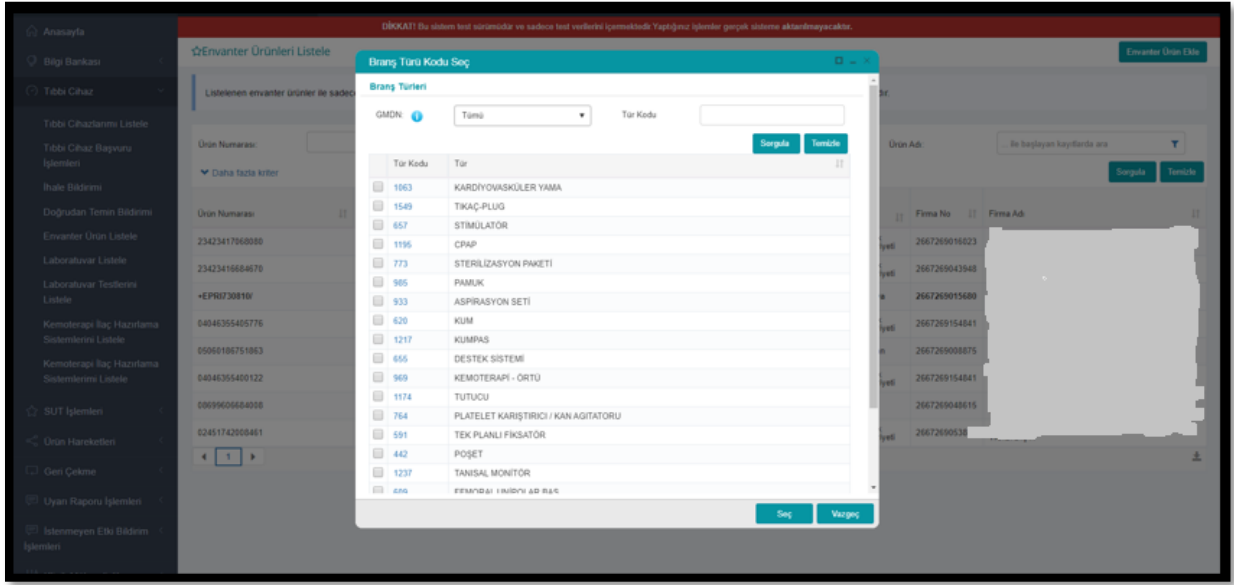 DİKKAT! Bu sistem test sürümüdür ve sadece test verilerini içermektedir.Yaptığınız işlemler gerçek sisteme aktarılmayacaktır.
Anasayfa
Bilgi Bankası
Tıbbi Cihaz
Tıbbi Cihazlarımı Listele
Tıbbi Cihaz Başvuru
İşlemleri
İhale Bildirimi
Doğrudan Temin Bildirimi
Envanter Ürün Listele
Laboratuvar Listele
Laboratuvar Testlerini
Listele
Kemoterapi İlaç Hazırlama
Sistemlerini Listele
Kemoterapi İlaç Hazırlama
Sistemlerimi Listele
SUT İşlemleri
Ürün Hareketleri
Geri Çekme
Uyarı Raporu İşlemleri
İstenmeyen Etki Bildirim
İşlemleri
Envanter Ürünleri Listele
Envanter Ürün Ekle
Listelenen envanter ürünler ile sadec
Ürün Numarası:
Daha fazla kriter
Ürün Adı:
... ile başlayan kayıtlarda ara
Sorgula Temizle
Ürün Numarası
Firma No Firma Adı
23423417068080
2667269016023
23423416684670
2667269043948
+EPRI730810/
2667269015680
04046355405776
2667269154841
05060186751863
2667269008875
04046355400122
2667269154841
08699606684008
2667269048615
02451742008461
1
Branş Türü Kodu Seç
Branş Türleri
GMDN: Tümü Tür Kodu
Sorgula Temizle
Tür Kodu Tür
1063 KARDİYOVASKÜLER YAMA
1549 TIKAÇ-PLUG
657 STİMÜLATÖR
1195 CPAP
773 STERİLİZASYON PAKETİ
985 PAMUK
933 ASPİRASYON SETİ
620 KUM
1217 KUMPAS
655 DESTEK SİSTEMİ
969 KEMOTERAPİ - ÖRTÜ
1174 TUTUCU
764 PLATELET KARIŞTIRICI / KAN AGITATORU
591 TEK PLANLI FİKSATÖR
442 POŞET
1237 TANISAL MONİTÖR
609 FEMORAL UNİPOLAR BAŞ
Seç Vazgeç